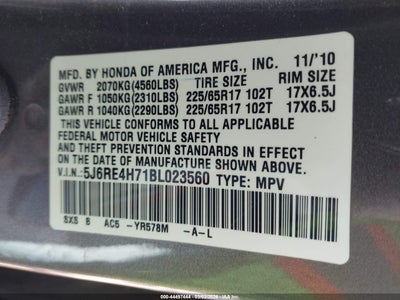 MFD. BY HONDA OF AMERICA MFG., INC. 11/'10
GVWR 2070KG(4560LBS) TIRE SIZE RIM SIZE
GAWR F 1050KG(2310LBS) 225/65R17 102T 17X6.5J
GAWR R 1040KG(2290LBS) 225/65R17 102T 17X6.5J
THIS VEHICLE CONFORMS TO ALL APPLICABLE
FEDERAL MOTOR VEHICLE SAFETY
AND THEFT PREVENTION STANDARDS IN EFFECT
ON THE DATE OF MANUFACTURE SHOWN ABOVE.
V.I.N.: 5J6RE4H71BL023560 TYPE: MPV
SXS B AC5 -YR578M -A-L